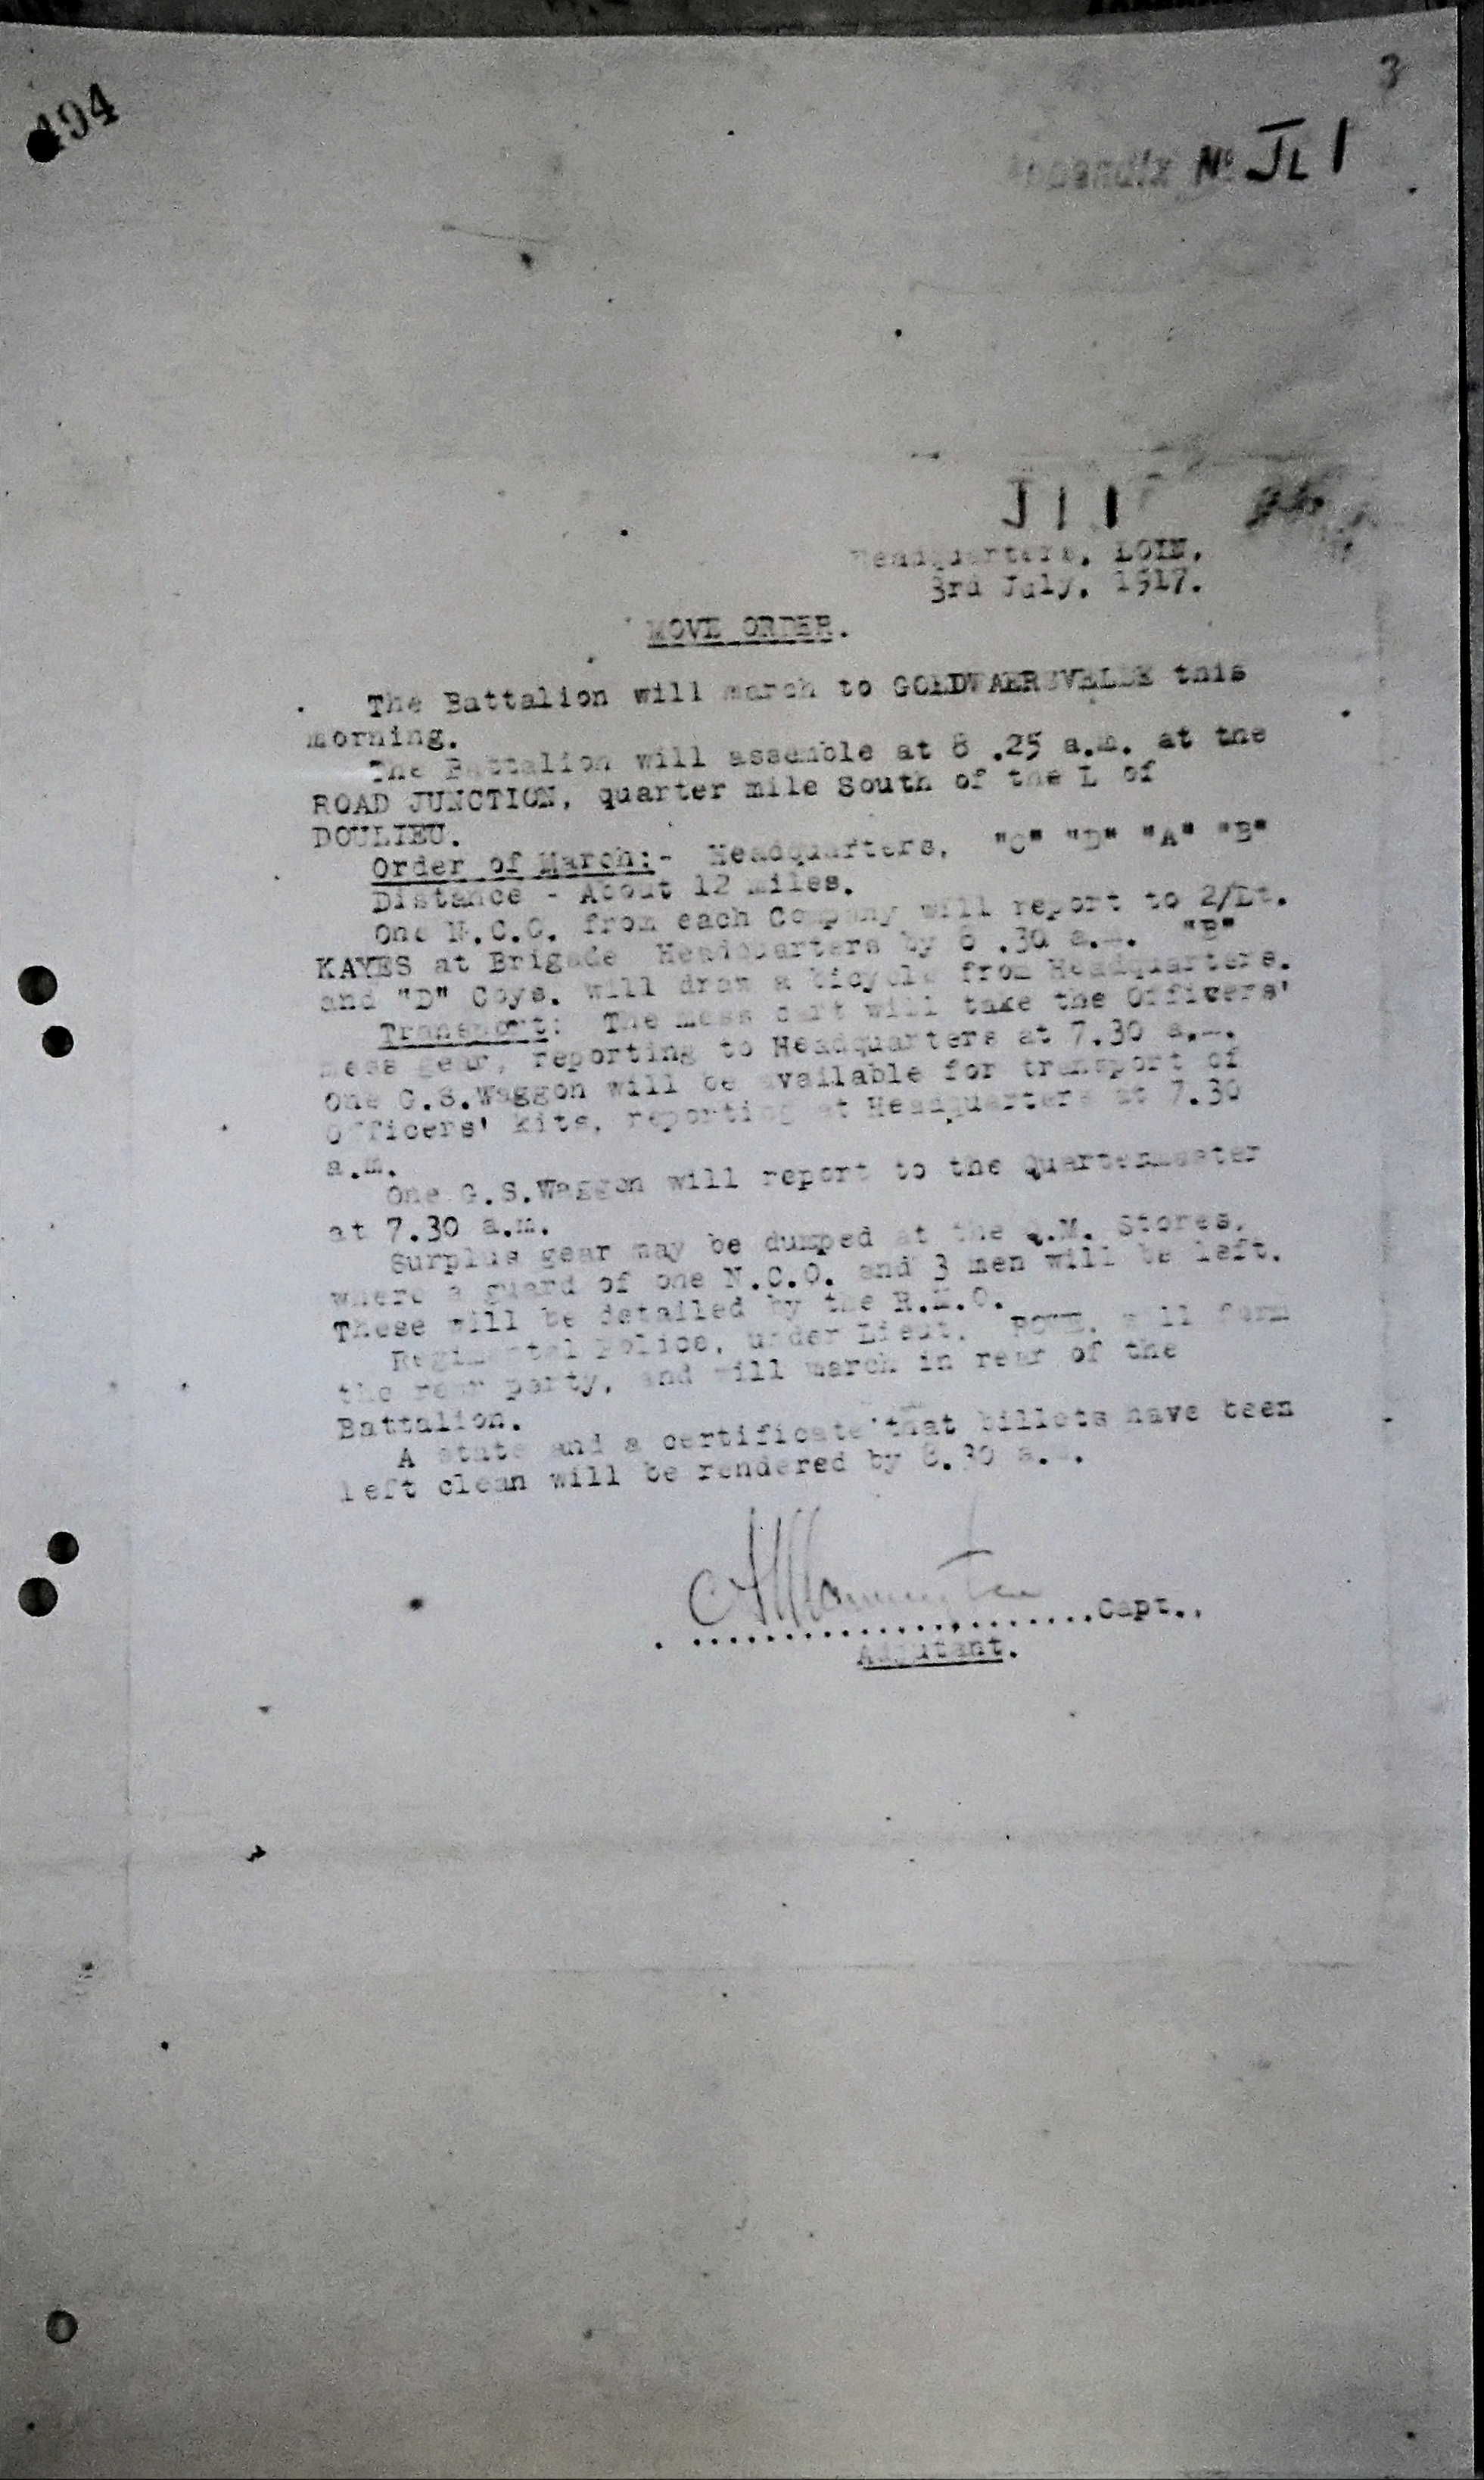 3
494
Appendix No JL 1
J 1 1
Headquarters, LOIN.
3rd July, 1917.
MOVE ORDER.
The Battalion will march to GOEDWAERSVELDE this
morning.
The Battalion will assemble at 8 .25 a.m. at the
ROAD JUNCTION, quarter mile South of the L of
DOULIEU.
Order of March:- Headquarters, "C" "D" "A" "B"
Distance - About 12 miles.
One N.C.O. from each Company will report to 2/Lt.
KAYES at Brigade Headquarters by 8 .30 a.m. "B"
and "D" Coys. will draw a bicycle from Headquarters.
Transport: The mess cart will take the Officers'
mess gear, reporting to Headquarters at 7.30 a.m.
One G.S.Waggon will be available for transport of
Officers' kits, reporting at Headquarters at 7.30
a.m.
One G.S.Waggon will report to the Quartermaster
at 7.30 a.m.
Surplus gear may be dumped at the Q.M. Stores,
where a guard of one N.C.O. and 3 men will be left.
These will be detailed by the
Regimental Police, under Lieut. will form
the rear party, and will march in rear of the
Battalion.
A state and a certificate that billets have been
left clean will be rendered by 8.30 a.m.
Capt.,
Adjutant.